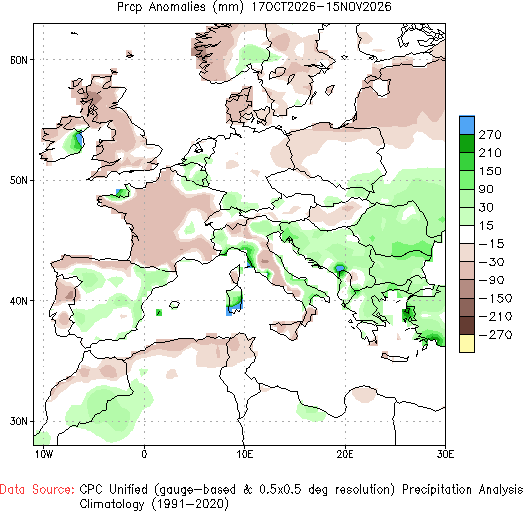 Prcp Anomalies (mm) 17OCT2026-15NOV2026
60N
50N
40N
30N
10W 0 10E 20E 30E
270
210
150
90
30
15
-15
-30
-90
-150
-210
-270
Data Source: CPC Unified (gauge-based & 0.5x0.5 deg resolution) Precipitation Analysis
Climatology (1991-2020)